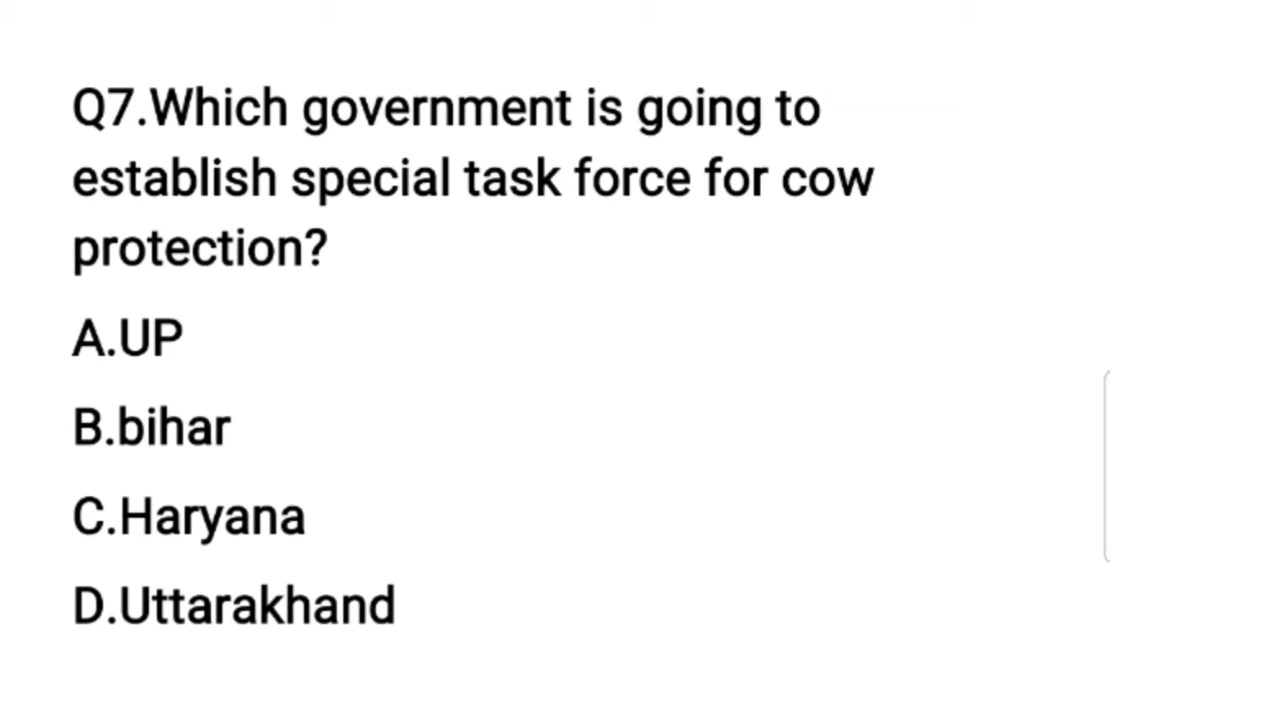 Q7.Which government is going to
establish special task force for cow
protection?
A.UP
B.bihar
C.Haryana
D.Uttarakhand